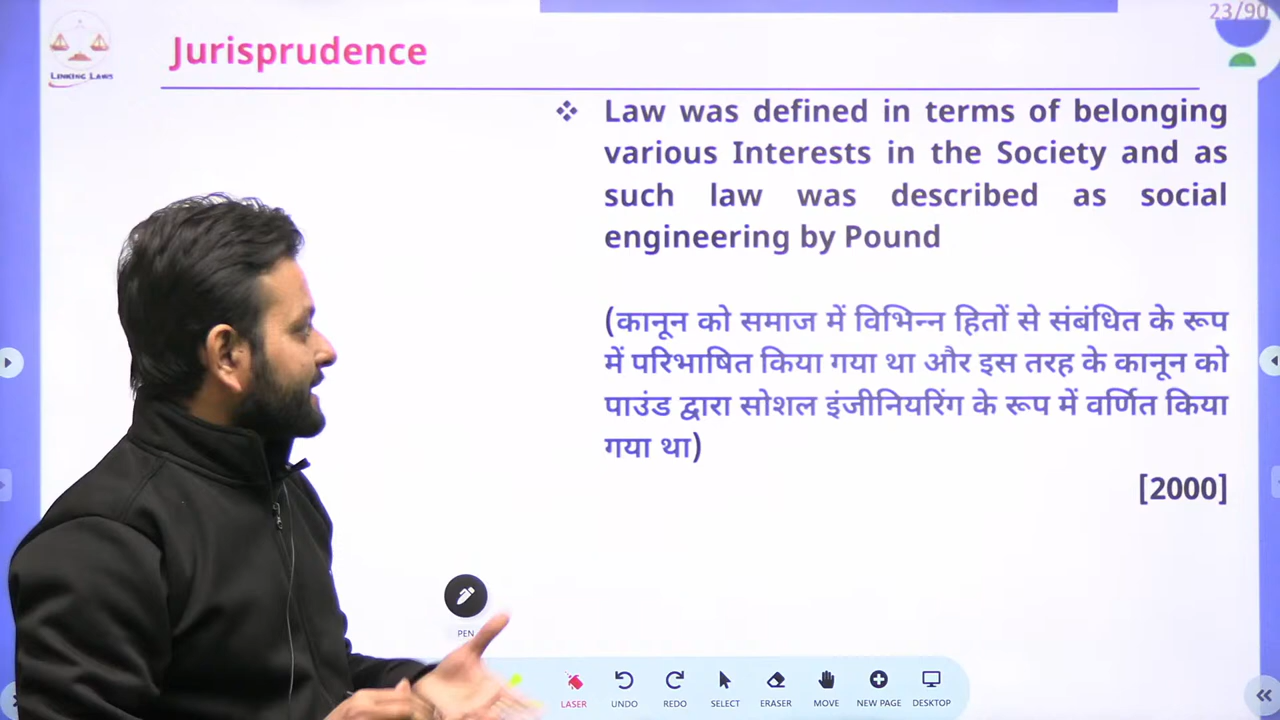 23/90
LINKING LAWS
Jurisprudence
❖ Law was defined in terms of belonging
various Interests in the Society and as
such law was described as social
engineering by Pound
(कानून को समाज में विभिन्न हितों से संबंधित के रूप
में परिभाषित किया गया था और इस तरह के कानून को
पाउंड द्वारा सोशल इंजीनियरिंग के रूप में वर्णित किया
गया था)
[2000]
PEN
LASER UNDO REDO SELECT ERASER MOVE NEW PAGE DESKTOP